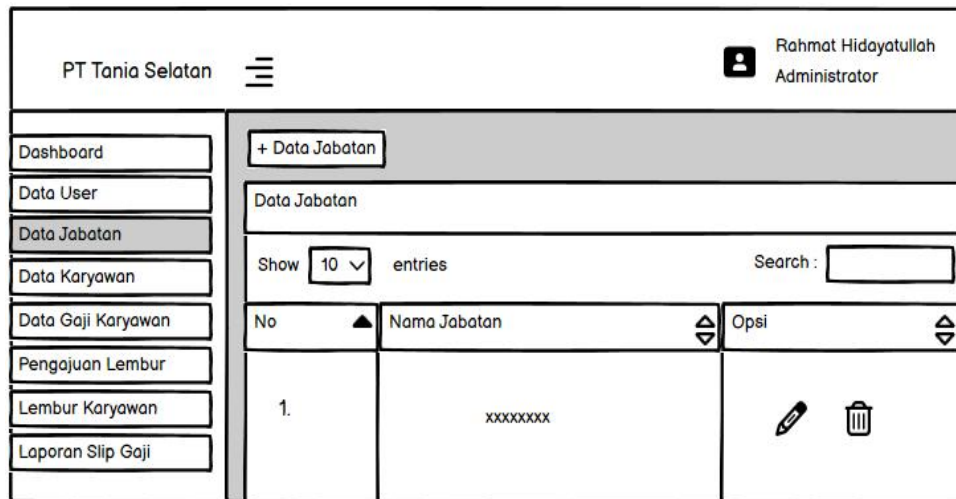 PT Tania Selatan
Rahmat Hidayatullah
Administrator
Dashboard
Data User
Data Jabatan
Data Karyawan
Data Gaji Karyawan
Pengajuan Lembur
Lembur Karyawan
Laporan Slip Gaji
+ Data Jabatan
Data Jabatan
Show 10 entries Search :
No Nama Jabatan Opsi
1. xxxxxxxx